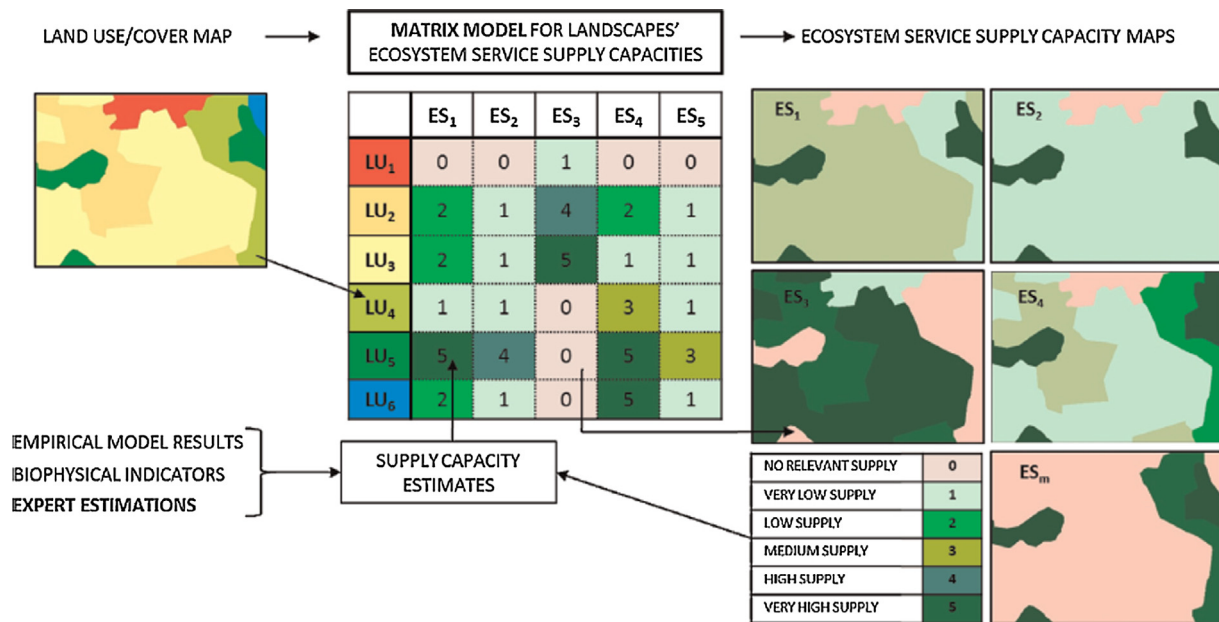 LAND USE/COVER MAP
MATRIX MODEL FOR LANDSCAPES'
ECOSYSTEM SERVICE SUPPLY CAPACITIES
ECOSYSTEM SERVICE SUPPLY CAPACITY MAPS
ES₁ ES₂ ES₃ ES₄ ES₅
LU₁ 0 0 1 0 0
LU₂ 2 1 4 2 1
LU₃ 2 1 5 1 1
LU₄ 1 1 0 3 1
LU₅ 5 4 0 5 3
LU₆ 2 1 0 5 1
ES₁
ES₂
ES₃
ES₄
ESₘ
EMPIRICAL MODEL RESULTS
BIOPHYSICAL INDICATORS
EXPERT ESTIMATIONS
SUPPLY CAPACITY
ESTIMATES
NO RELEVANT SUPPLY 0
VERY LOW SUPPLY 1
LOW SUPPLY 2
MEDIUM SUPPLY 3
HIGH SUPPLY 4
VERY HIGH SUPPLY 5